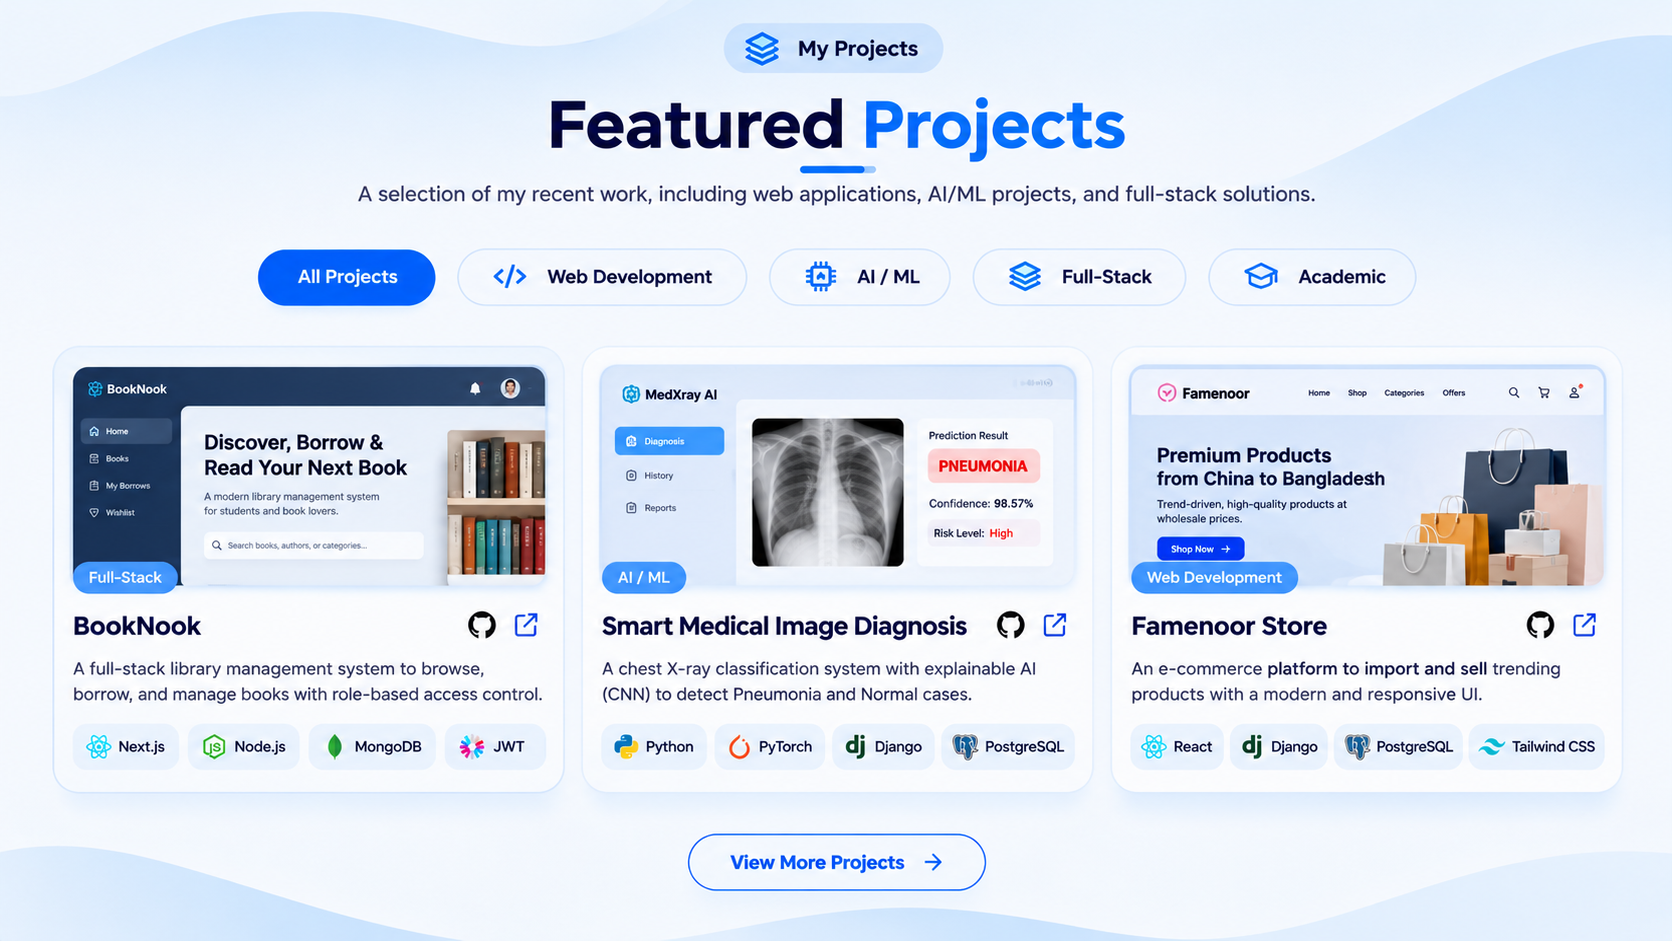 My Projects
Featured Projects
A selection of my recent work, including web applications, AI/ML projects, and full-stack solutions.
All Projects
Web Development
AI / ML
Full-Stack
Academic
BookNook
Home
Books
My Borrows
Wishlist
Discover, Borrow &
Read Your Next Book
A modern library management system
for students and book lovers.
Search books, authors, or categories...
Full-Stack
BookNook
A full-stack library management system to browse,
borrow, and manage books with role-based access control.
Next.js
Node.js
MongoDB
JWT
MedXray AI
Diagnosis
History
Reports
Prediction Result
PNEUMONIA
Confidence: 98.57%
Risk Level: High
AI / ML
Smart Medical Image Diagnosis
A chest X-ray classification system with explainable AI
(CNN) to detect Pneumonia and Normal cases.
Python
PyTorch
Django
PostgreSQL
Famenoor
Home
Shop
Categories
Offers
Premium Products
from China to Bangladesh
Trend-driven, high-quality products at
wholesale prices.
Shop Now
Web Development
Famenoor Store
An e-commerce platform to import and sell trending
products with a modern and responsive UI.
React
Django
PostgreSQL
Tailwind CSS
View More Projects